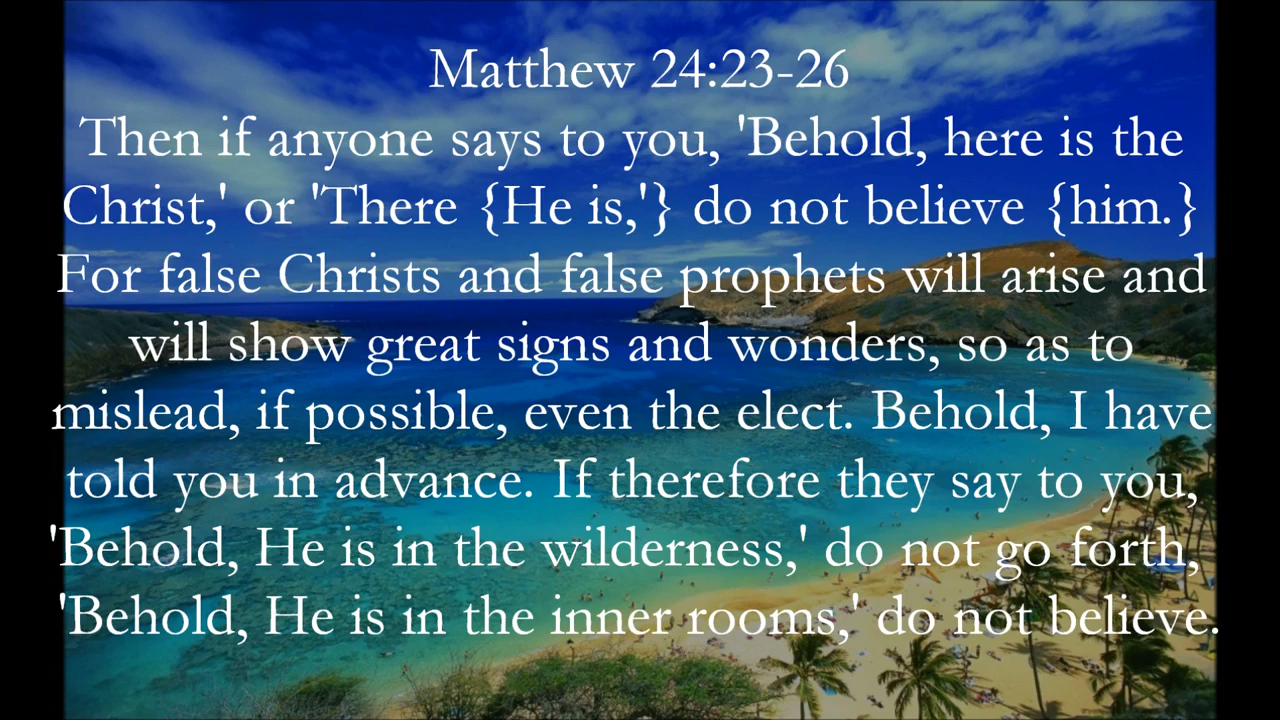 Matthew 24:23-26
Then if anyone says to you, 'Behold, here is the
Christ,' or 'There {He is,'} do not believe {him.}
For false Christs and false prophets will arise and
will show great signs and wonders, so as to
mislead, if possible, even the elect. Behold, I have
told you in advance. If therefore they say to you,
'Behold, He is in the wilderness,' do not go forth,
'Behold, He is in the inner rooms,' do not believe.